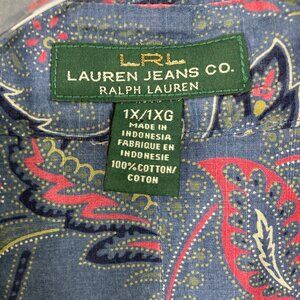 LRL
LAUREN JEANS CO.
RALPH LAUREN
1X/1XG
MADE IN
INDONESIA
FABRIQUE EN
INDONESIE
100% COTTON/
COTON